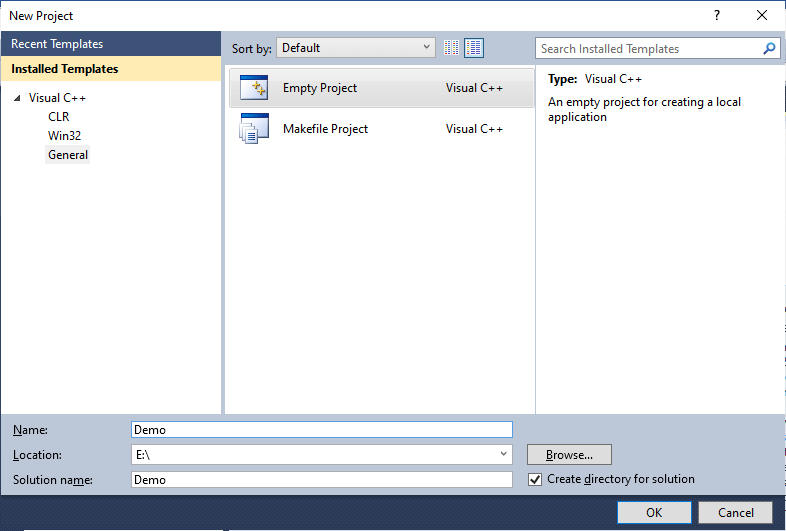 New Project
?
Recent Templates
Sort by: Default
Search Installed Templates
Installed Templates
Visual C++
CLR
Win32
General
Empty Project Visual C++
Makefile Project Visual C++
Type: Visual C++
An empty project for creating a local
application
Name: Demo
Location: E:\ Browse...
Solution name: Demo
Create directory for solution
OK Cancel